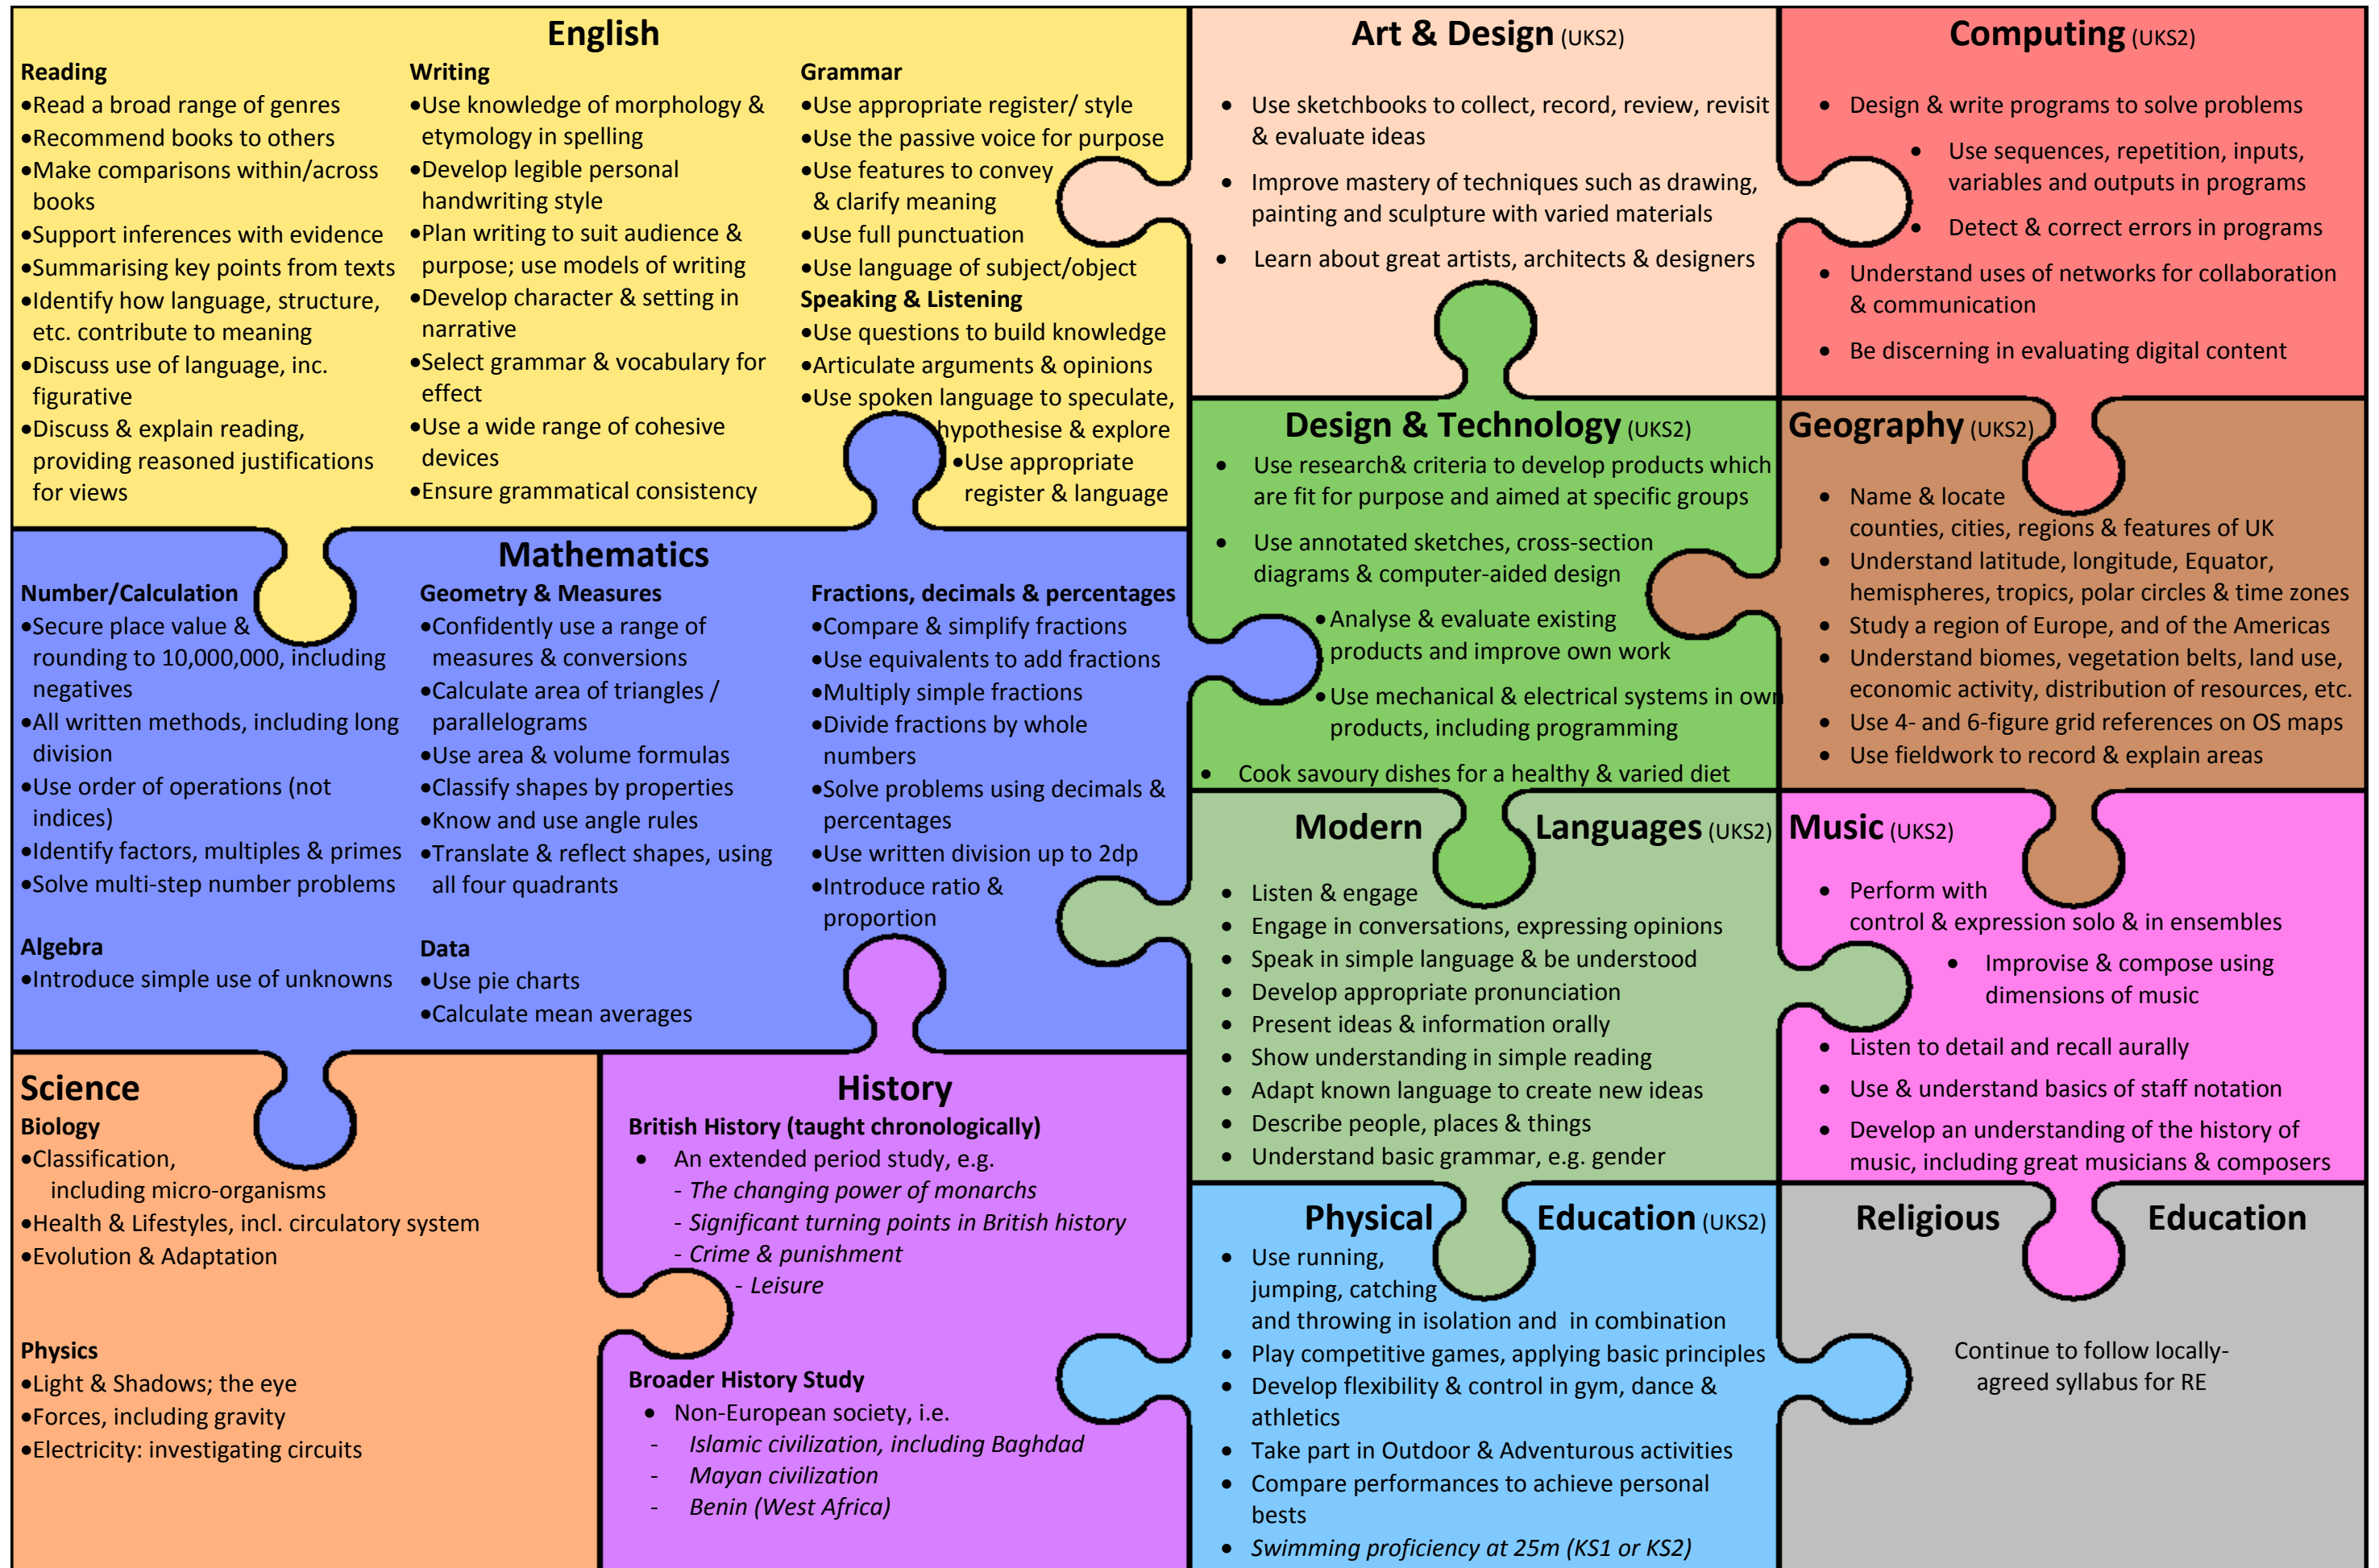 English
Reading
•Read a broad range of genres
•Recommend books to others
•Make comparisons within/across
books
•Support inferences with evidence
•Summarising key points from texts
•Identify how language, structure,
etc. contribute to meaning
•Discuss use of language, inc.
figurative
•Discuss & explain reading,
providing reasoned justifications
for views
Writing
•Use knowledge of morphology &
etymology in spelling
•Develop legible personal
handwriting style
•Plan writing to suit audience &
purpose; use models of writing
•Develop character & setting in
narrative
•Select grammar & vocabulary for
effect
•Use a wide range of cohesive
devices
•Ensure grammatical consistency
Grammar
•Use appropriate register/ style
•Use the passive voice for purpose
•Use features to convey
& clarify meaning
•Use full punctuation
•Use language of subject/object
Speaking & Listening
•Use questions to build knowledge
•Articulate arguments & opinions
•Use spoken language to speculate,
hypothesise & explore
•Use appropriate
register & language
Art & Design (UKS2)
• Use sketchbooks to collect, record, review, revisit
& evaluate ideas
• Improve mastery of techniques such as drawing,
painting and sculpture with varied materials
• Learn about great artists, architects & designers
Computing (UKS2)
• Design & write programs to solve problems
• Use sequences, repetition, inputs,
variables and outputs in programs
• Detect & correct errors in programs
• Understand uses of networks for collaboration
& communication
• Be discerning in evaluating digital content
Mathematics
Number/Calculation
•Secure place value &
rounding to 10,000,000, including
negatives
•All written methods, including long
division
•Use order of operations (not
indices)
•Identify factors, multiples & primes
•Solve multi-step number problems
Algebra
•Introduce simple use of unknowns
Geometry & Measures
•Confidently use a range of
measures & conversions
•Calculate area of triangles /
parallelograms
•Use area & volume formulas
•Classify shapes by properties
•Know and use angle rules
•Translate & reflect shapes, using
all four quadrants
Data
•Use pie charts
•Calculate mean averages
Fractions, decimals & percentages
•Compare & simplify fractions
•Use equivalents to add fractions
•Multiply simple fractions
•Divide fractions by whole
numbers
•Solve problems using decimals &
percentages
•Use written division up to 2dp
•Introduce ratio &
proportion
Design & Technology (UKS2)
• Use research& criteria to develop products which
are fit for purpose and aimed at specific groups
• Use annotated sketches, cross-section
diagrams & computer-aided design
•Analyse & evaluate existing
products and improve own work
•Use mechanical & electrical systems in own
products, including programming
• Cook savoury dishes for a healthy & varied diet
Geography (UKS2)
• Name & locate
counties, cities, regions & features of UK
• Understand latitude, longitude, Equator,
hemispheres, tropics, polar circles & time zones
• Study a region of Europe, and of the Americas
• Understand biomes, vegetation belts, land use,
economic activity, distribution of resources, etc.
• Use 4- and 6-figure grid references on OS maps
• Use fieldwork to record & explain areas
Modern Languages (UKS2)
• Listen & engage
• Engage in conversations, expressing opinions
• Speak in simple language & be understood
• Develop appropriate pronunciation
• Present ideas & information orally
• Show understanding in simple reading
• Adapt known language to create new ideas
• Describe people, places & things
• Understand basic grammar, e.g. gender
Music (UKS2)
• Perform with
control & expression solo & in ensembles
• Improvise & compose using
dimensions of music
• Listen to detail and recall aurally
• Use & understand basics of staff notation
• Develop an understanding of the history of
music, including great musicians & composers
Science
Biology
•Classification,
including micro-organisms
•Health & Lifestyles, incl. circulatory system
•Evolution & Adaptation
Physics
•Light & Shadows; the eye
•Forces, including gravity
•Electricity: investigating circuits
History
British History (taught chronologically)
• An extended period study, e.g.
- The changing power of monarchs
- Significant turning points in British history
- Crime & punishment
- Leisure
Broader History Study
• Non-European society, i.e.
- Islamic civilization, including Baghdad
- Mayan civilization
- Benin (West Africa)
Physical Education (UKS2)
• Use running,
jumping, catching
and throwing in isolation and in combination
• Play competitive games, applying basic principles
• Develop flexibility & control in gym, dance &
athletics
• Take part in Outdoor & Adventurous activities
• Compare performances to achieve personal
bests
• Swimming proficiency at 25m (KS1 or KS2)
Religious Education
Continue to follow locally-
agreed syllabus for RE